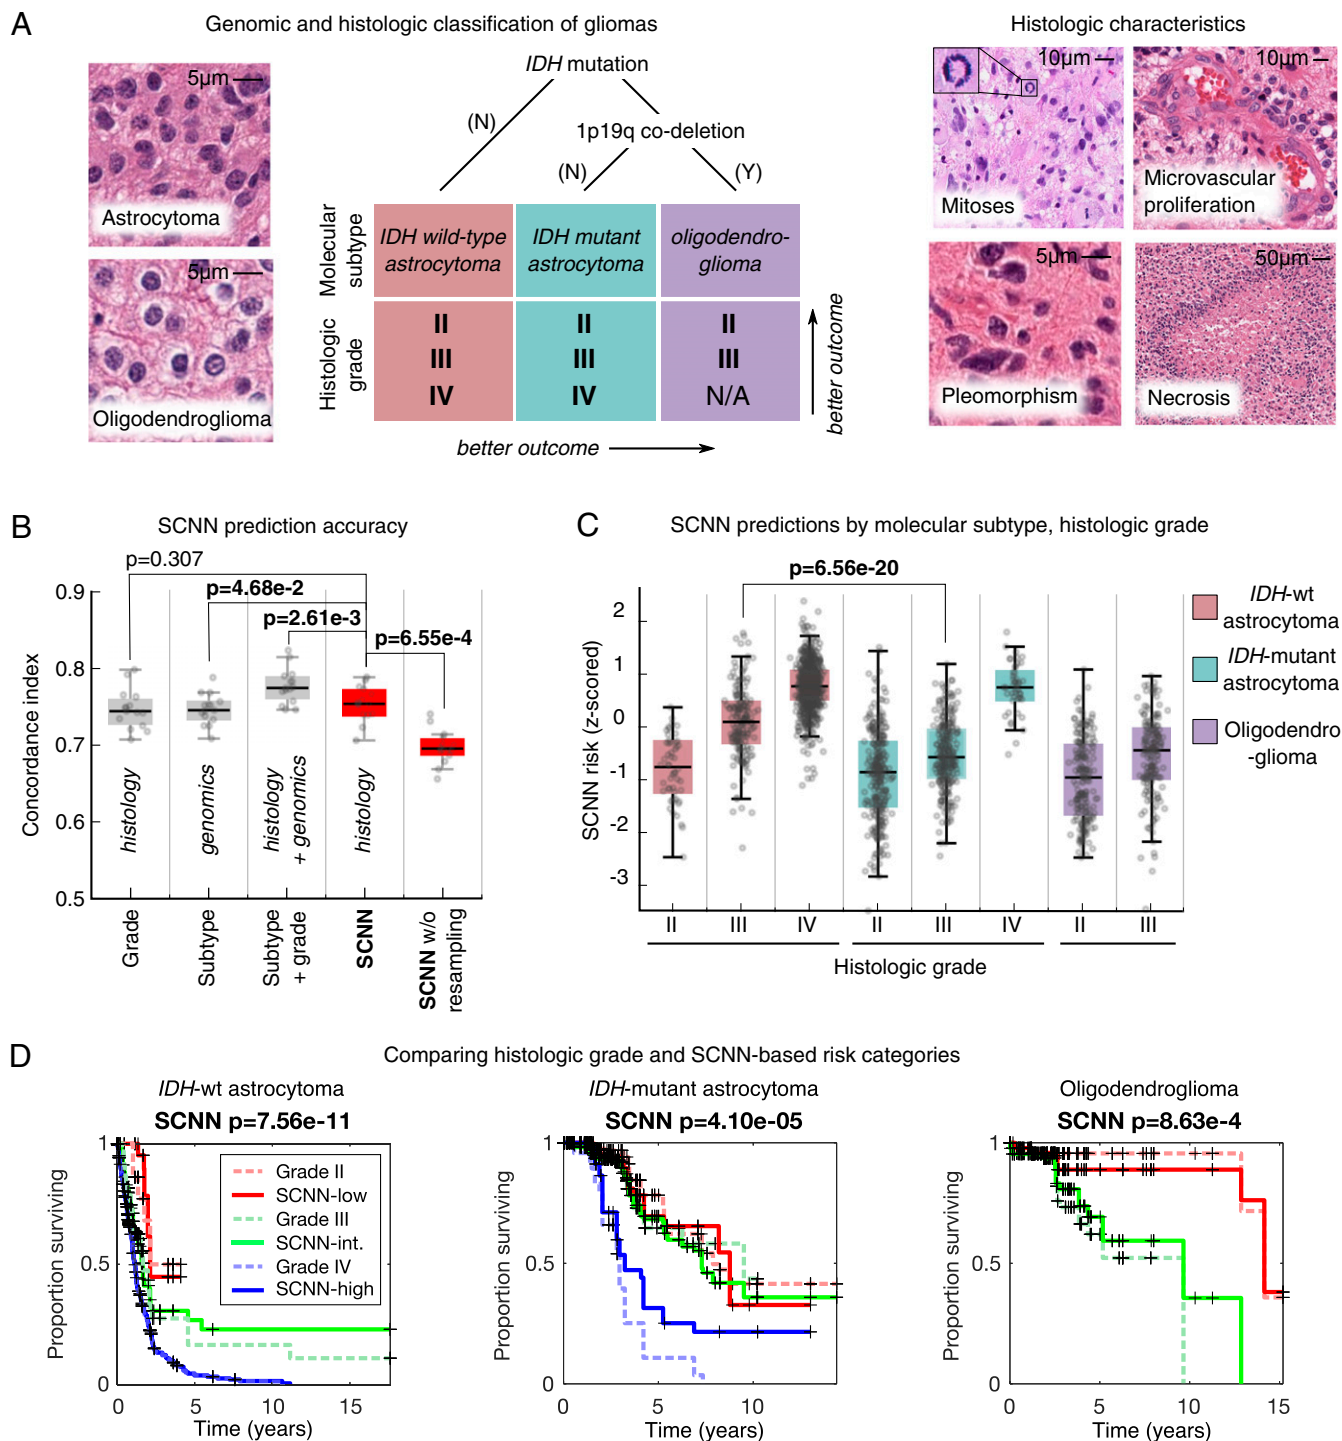 A
Genomic and histologic classification of gliomas
5µm
Astrocytoma
5µm
Oligodendroglioma
IDH mutation
(N)
1p19q co-deletion
(N)
(Y)
Molecular
subtype
IDH wild-type
astrocytoma
IDH mutant
astrocytoma
oligodendro-
glioma
Histologic
grade
II
II
II
III
III
III
IV
IV
N/A
better outcome
better outcome
Histologic characteristics
10µm
Mitoses
10µm
Microvascular
proliferation
5µm
Pleomorphism
50µm
Necrosis
B
SCNN prediction accuracy
p=0.307
p=4.68e-2
p=2.61e-3
p=6.55e-4
Concordance index
0.9
0.8
0.7
0.6
0.5
histology
genomics
histology
+ genomics
histology
Grade
Subtype
Subtype
+ grade
SCNN
SCNN w/o
resampling
C
SCNN predictions by molecular subtype, histologic grade
p=6.56e-20
SCNN risk (z-scored)
2
1
0
-1
-2
-3
II
III
IV
II
III
IV
II
III
Histologic grade
IDH-wt
astrocytoma
IDH-mutant
astrocytoma
Oligodendro
-glioma
D
Comparing histologic grade and SCNN-based risk categories
IDH-wt astrocytoma
SCNN p=7.56e-11
Proportion surviving
1
0.5
0
0
5
10
15
Time (years)
Grade II
SCNN-low
Grade III
SCNN-int.
Grade IV
SCNN-high
IDH-mutant astrocytoma
SCNN p=4.10e-05
Proportion surviving
1
0.5
0
0
5
10
Time (years)
Oligodendroglioma
SCNN p=8.63e-4
Proportion surviving
1
0.5
0
0
5
10
15
Time (years)